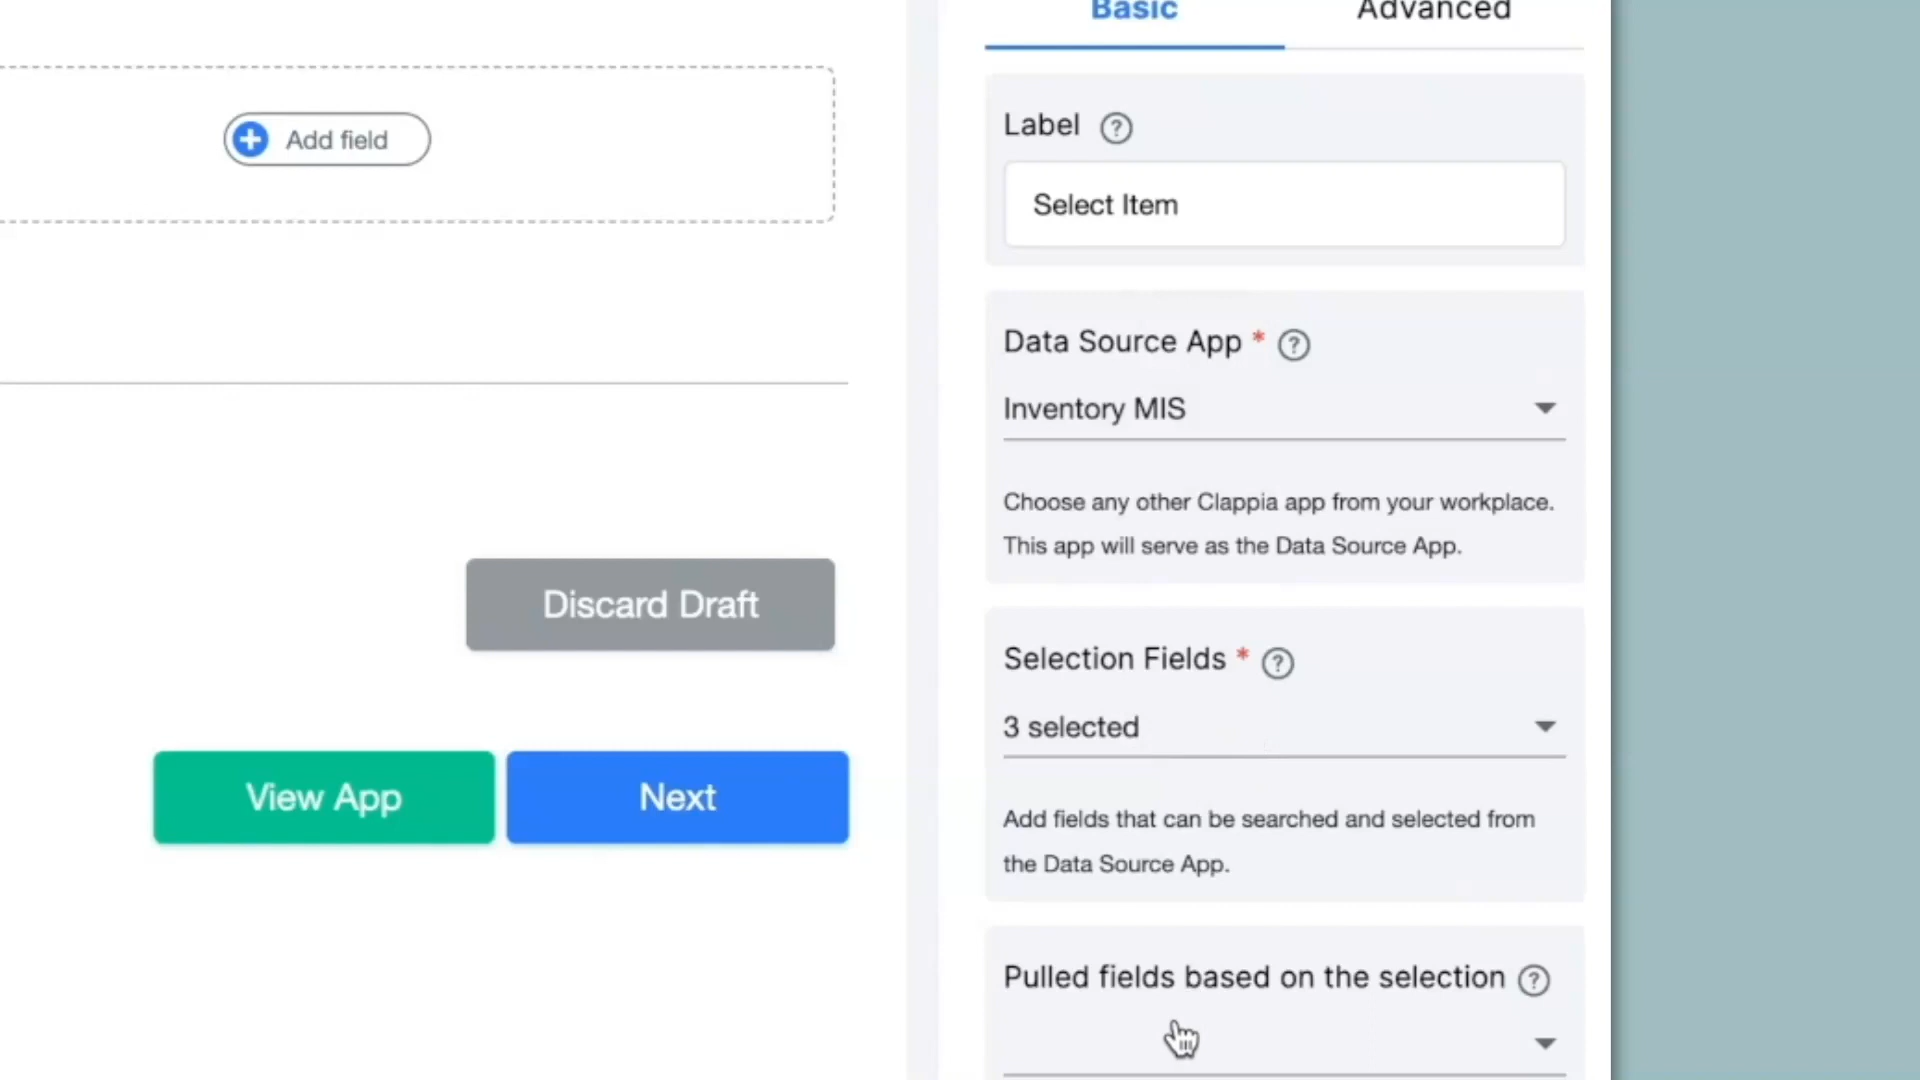 Basic
Advanced
Add field
Label
Select Item
Data Source App *
Inventory MIS
Choose any other Clappia app from your workplace.
This app will serve as the Data Source App.
Discard Draft
Selection Fields *
3 selected
View App
Next
Add fields that can be searched and selected from
the Data Source App.
Pulled fields based on the selection